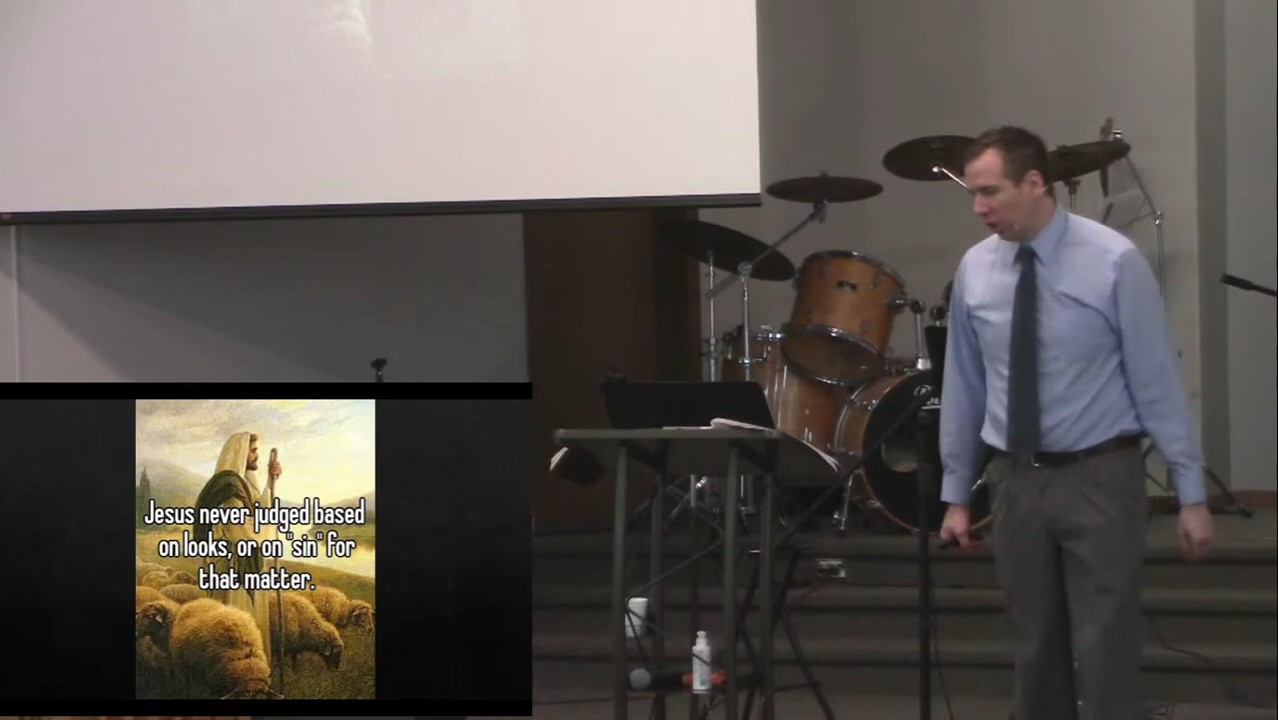 Jesus never judged based
on looks, or on "sin" for
that matter.